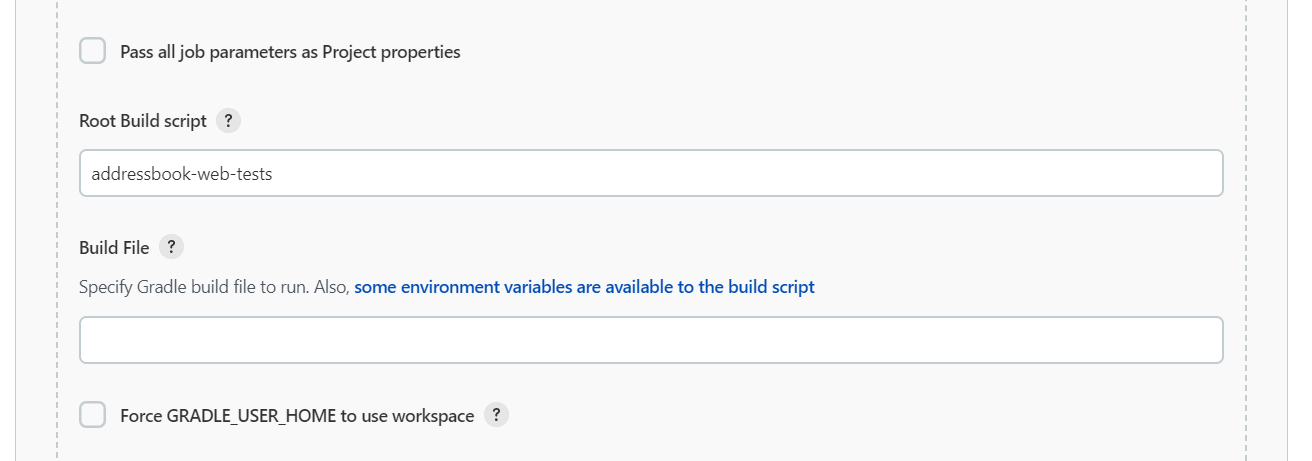 Pass all job parameters as Project properties
Root Build script ?
addressbook-web-tests
Build File ?
Specify Gradle build file to run. Also, some environment variables are available to the build script
Force GRADLE_USER_HOME to use workspace ?